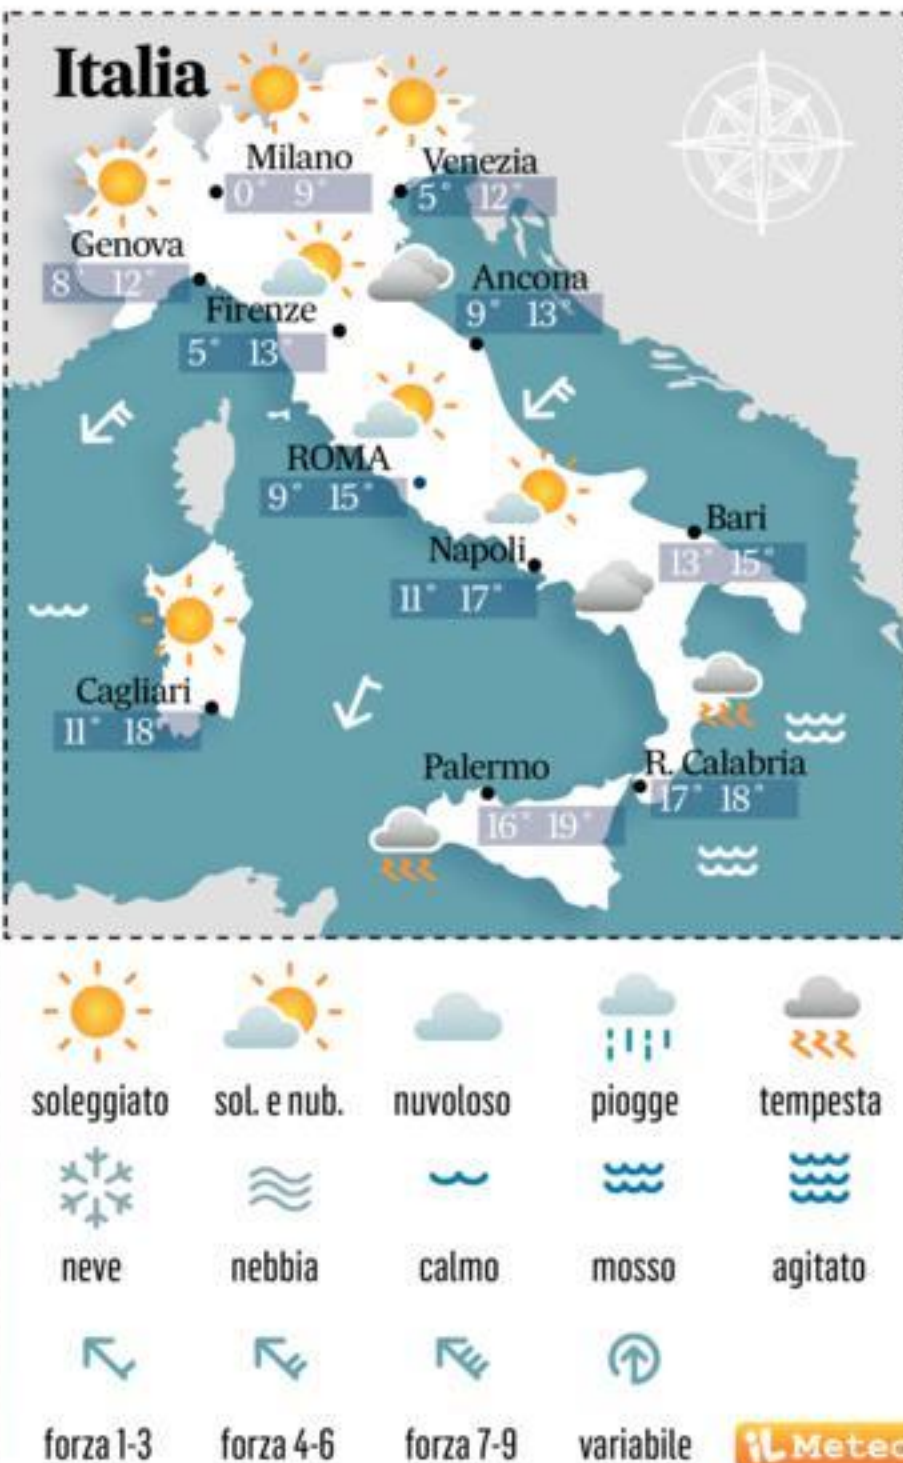 Italia
Milano
0° 9°
Venezia
5° 12°
Genova
8° 12°
Firenze
5° 13°
Ancona
9° 13°
ROMA
9° 15°
Napoli
11° 17°
Bari
13° 15°
Cagliari
11° 18°
Palermo
16° 19°
R. Calabria
17° 18°
soleggiato sol. e nub. nuvoloso piogge tempesta
neve nebbia calmo mosso agitato
forza 1-3 forza 4-6 forza 7-9 variabile
iL Meteo